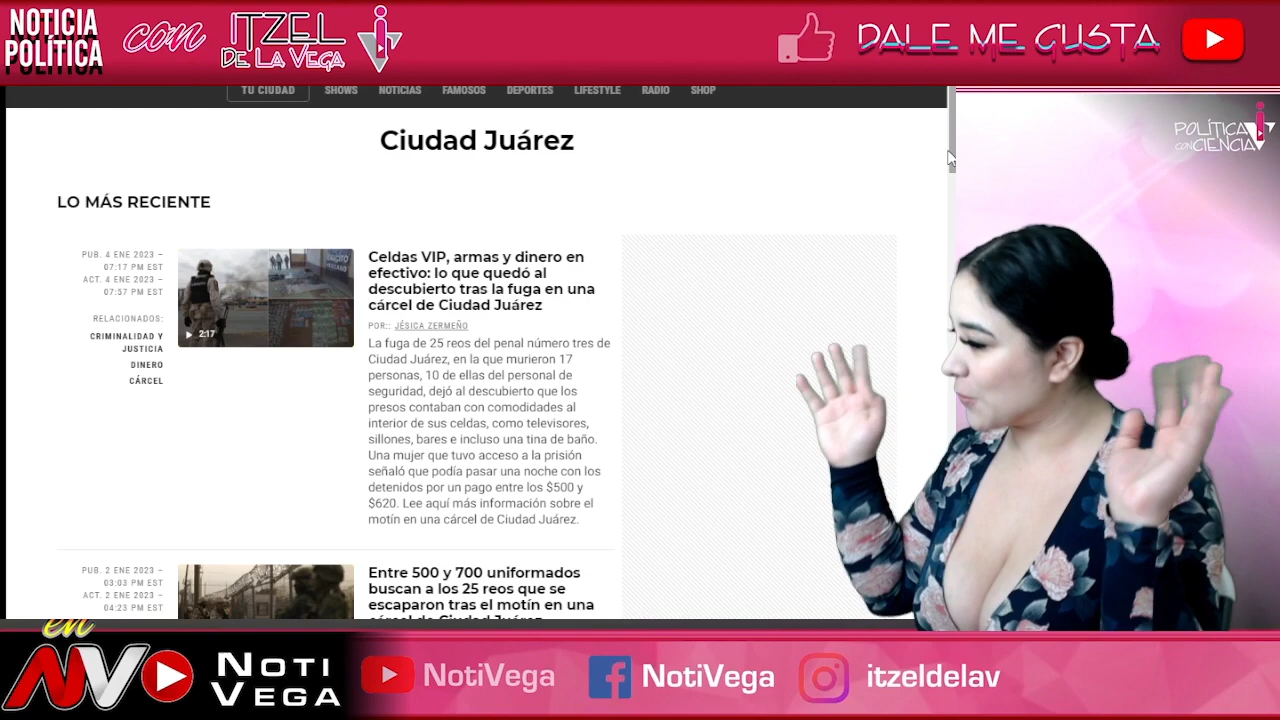 NOTICIA
POLÍTICA
con
ITZEL
DE LA VEGA
DALE ME GUSTA
TU CIUDAD SHOWS NOTICIAS FAMOSOS DEPORTES LIFESTYLE RADIO SHOP
POLÍTICA
CON CIENCIA
Ciudad Juárez
LO MÁS RECIENTE
PUB. 4 ENE 2023 –
07:17 PM EST
ACT. 4 ENE 2023 –
07:57 PM EST
RELACIONADOS:
CRIMINALIDAD Y
JUSTICIA
DINERO
CÁRCEL
2:17
Celdas VIP, armas y dinero en
efectivo: lo que quedó al
descubierto tras la fuga en una
cárcel de Ciudad Juárez
POR:: JÉSICA ZERMEÑO
La fuga de 25 reos del penal número tres de
Ciudad Juárez, en la que murieron 17
personas, 10 de ellas del personal de
seguridad, dejó al descubierto que los
presos contaban con comodidades al
interior de sus celdas, como televisores,
sillones, bares e incluso una tina de baño.
Una mujer que tuvo acceso a la prisión
señaló que podía pasar una noche con los
detenidos por un pago entre los $500 y
$620. Lee aquí más información sobre el
motín en una cárcel de Ciudad Juárez.
PUB. 2 ENE 2023 –
03:03 PM EST
ACT. 2 ENE 2023 –
04:23 PM EST
Entre 500 y 700 uniformados
buscan a los 25 reos que se
escaparon tras el motín en una
cárcel de Ciudad Juárez
en
NV
NOTI
VEGA
NotiVega
NotiVega
itzeldelav